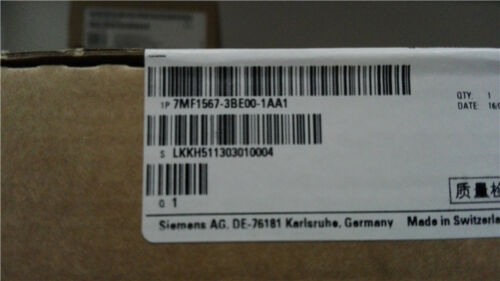 1P 7MF1567-3BE00-1AA1
QTY: 1
DATE: 16/
S LKKH511303010004
Q 1
质量检
Siemens AG, DE-76181 Karlsruhe, Germany Made in Switzerla